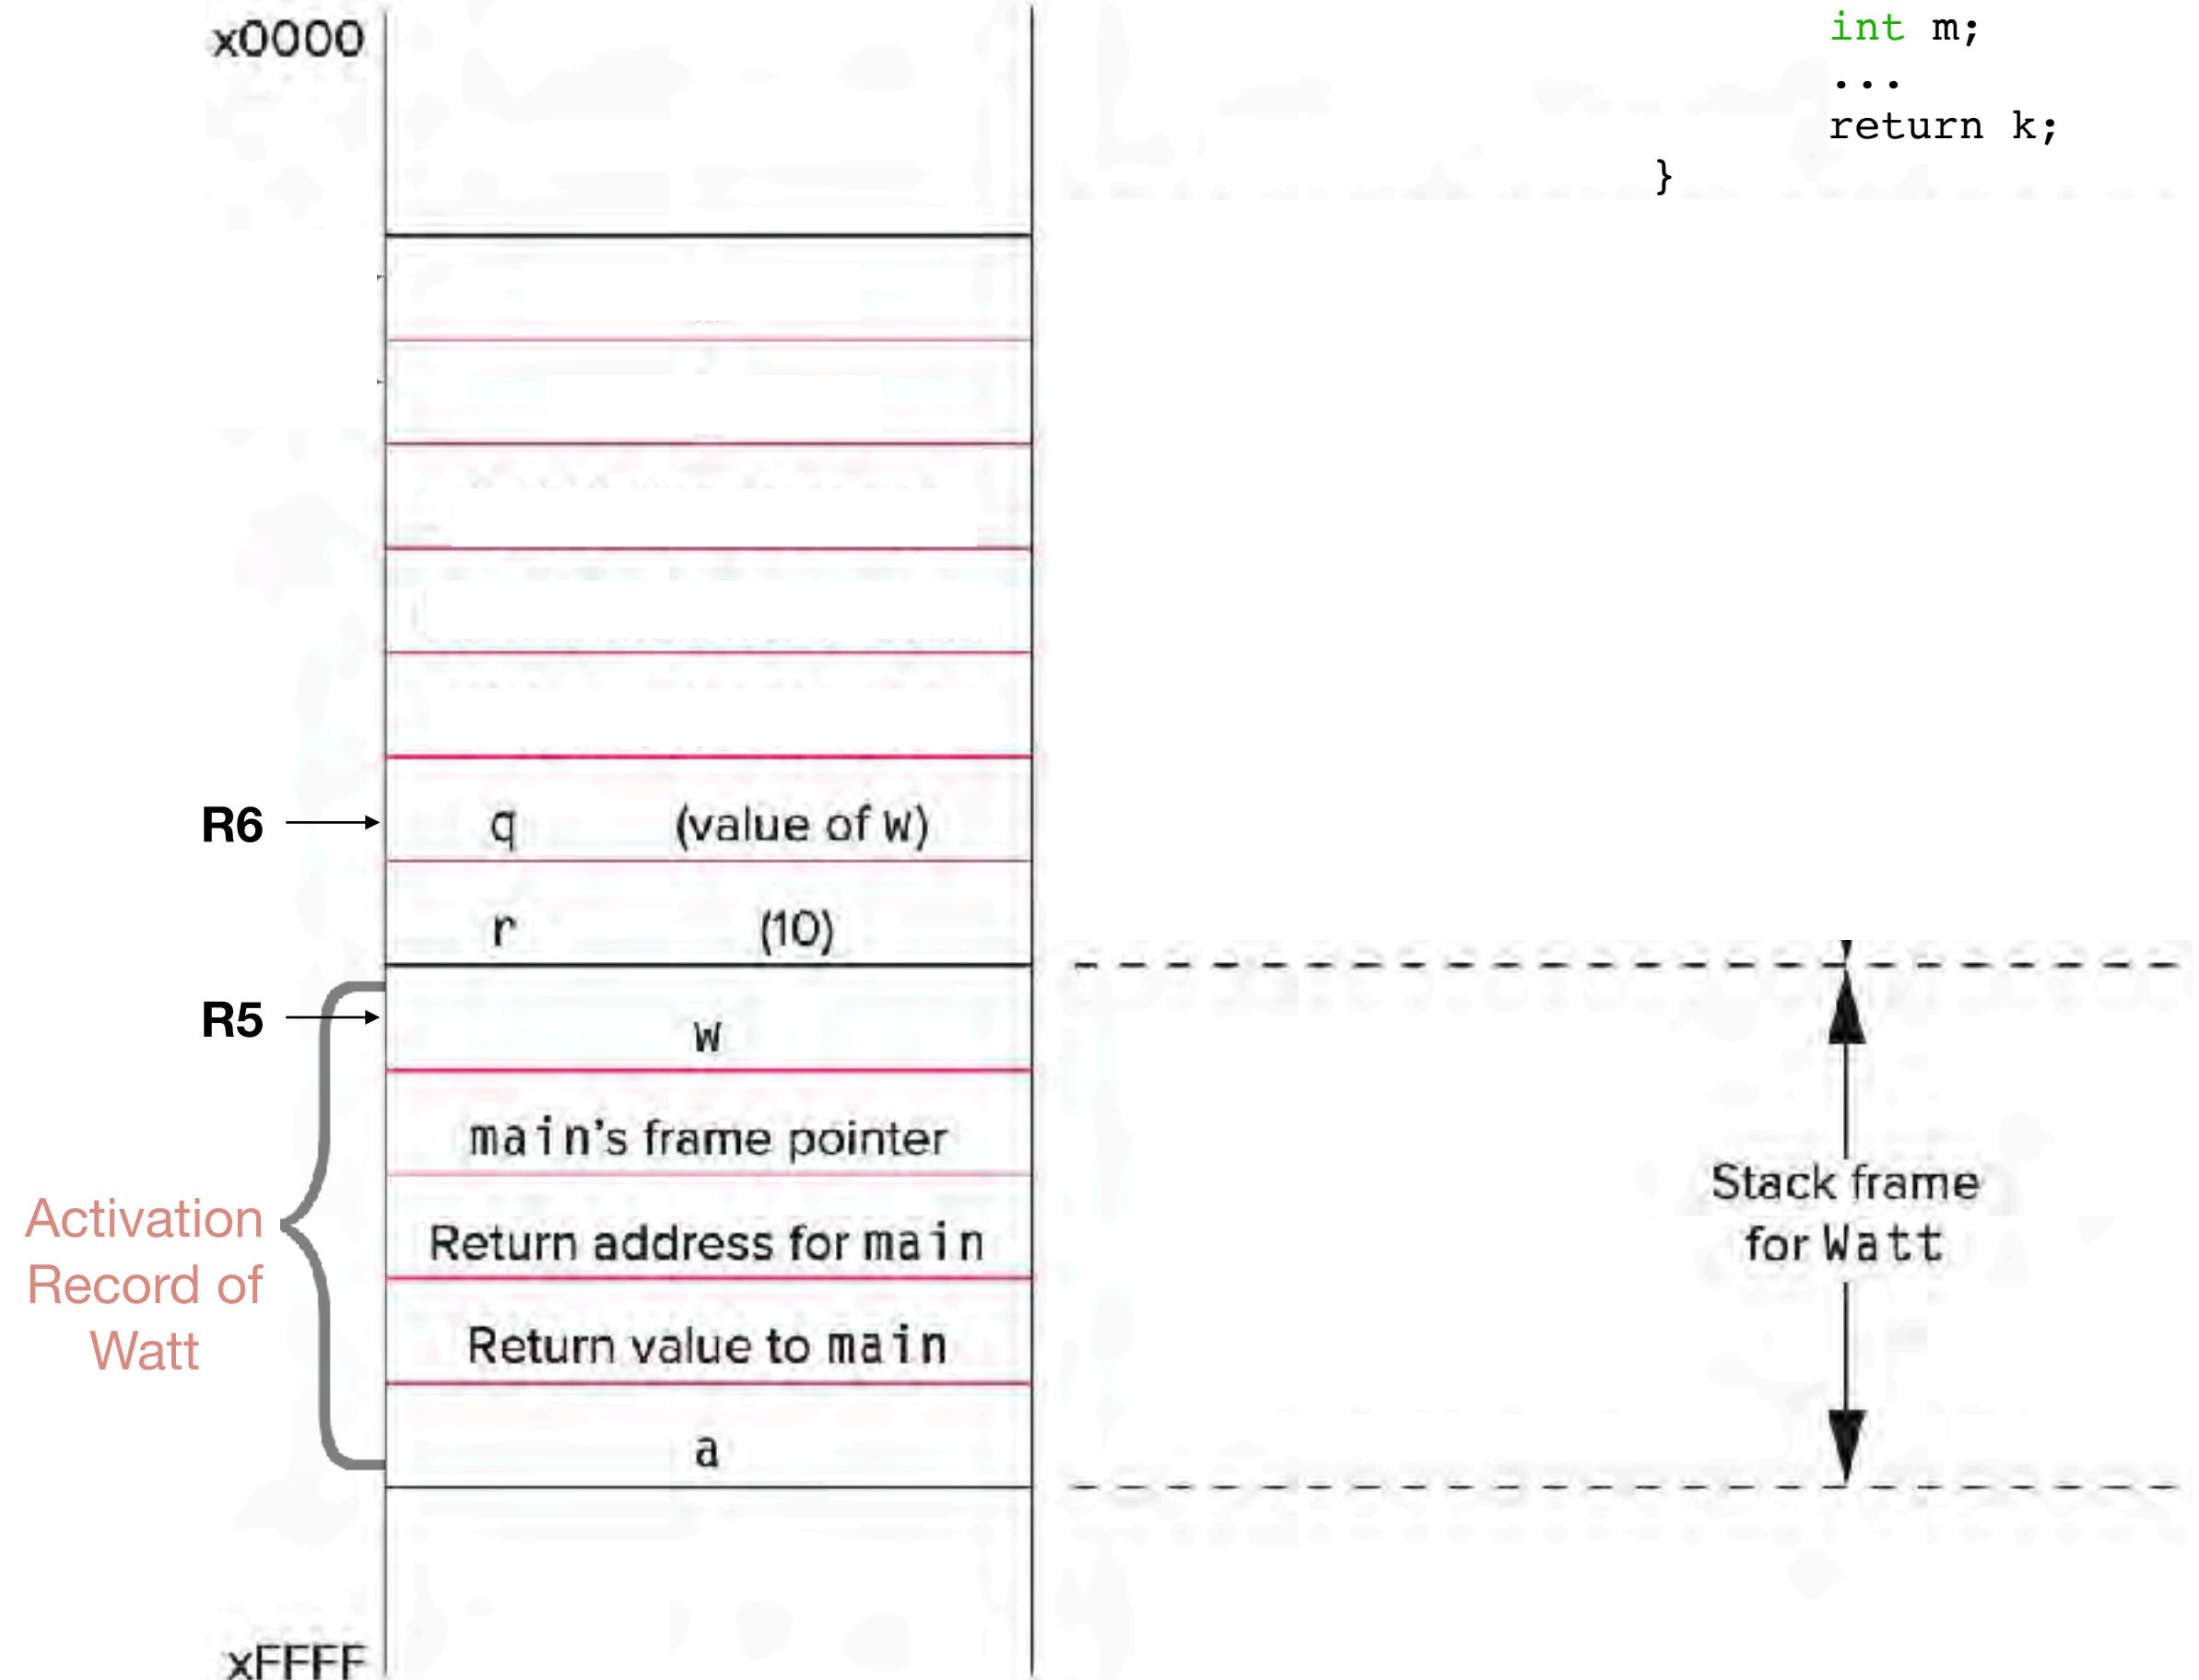 x0000
int m;
...
return k;
}
R6
q (value of w)
r (10)
R5
w
main's frame pointer
Activation
Record of
Watt
Return address for main
Return value to main
a
Stack frame
for Watt
xFFFF